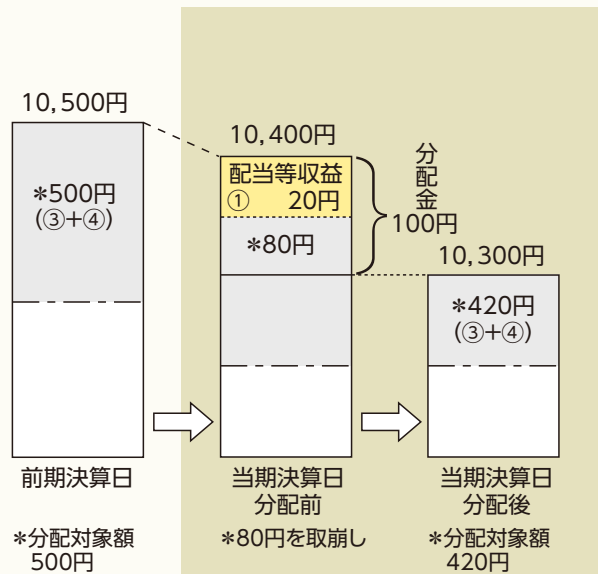 10,500円
*500円
(③+④)
前期決算日
*分配対象額
500円
10,400円
配当等収益
① 20円
*80円
分配金
100円
当期決算日
分配前
*80円を取崩し
10,300円
*420円
(③+④)
当期決算日
分配後
*分配対象額
420円